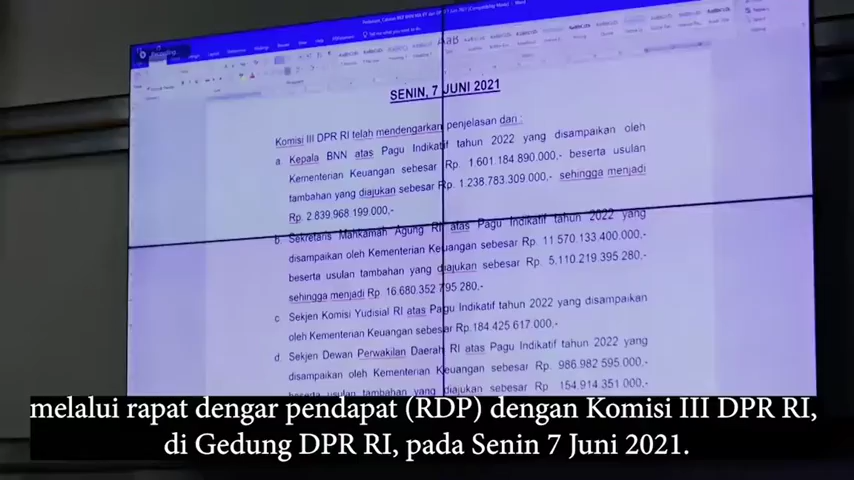 SENIN, 7 JUNI 2021
Komisi III DPR RI telah mendengarkan penjelasan dari :
a Kepala BNN atas Pagu Indikatif tahun 2022 yang disampaikan oleh
Kementerian Keuangan sebesar Rp. 1.601.184.890.000,- beserta usulan
tambahan yang diajukan sebesar Rp. 1.238.783.309.000,- sehingga menjadi
Rp. 2.839.968.199.000,-
b. Sekretaris Mahkamah Agung RI atas Pagu Indikatif tahun 2022 yang
disampaikan oleh Kementerian Keuangan sebesar Rp. 11.570.133.400.000,-
beserta usulan tambahan yang diajukan sebesar Rp. 5.110.219.395.280,-
sehingga menjadi Rp. 16.680.352.795.280,-
c Sekjen Komisi Yudisial RI atas Pagu Indikatif tahun 2022 yang disampaikan
oleh Kementerian Keuangan sebesar Rp.184.425.617.000,-
d. Sekjen Dewan Perwakilan Daerah RI atas Pagu Indikatif tahun 2022 yang
disampaikan oleh Kementerian Keuangan sebesar Rp. 986.982.595.000,-
beserta usulan tambahan yang diajukan sebesar Rp. 154.914.351.000,-
melalui rapat dengar pendapat (RDP) dengan Komisi III DPR RI,
di Gedung DPR RI, pada Senin 7 Juni 2021.